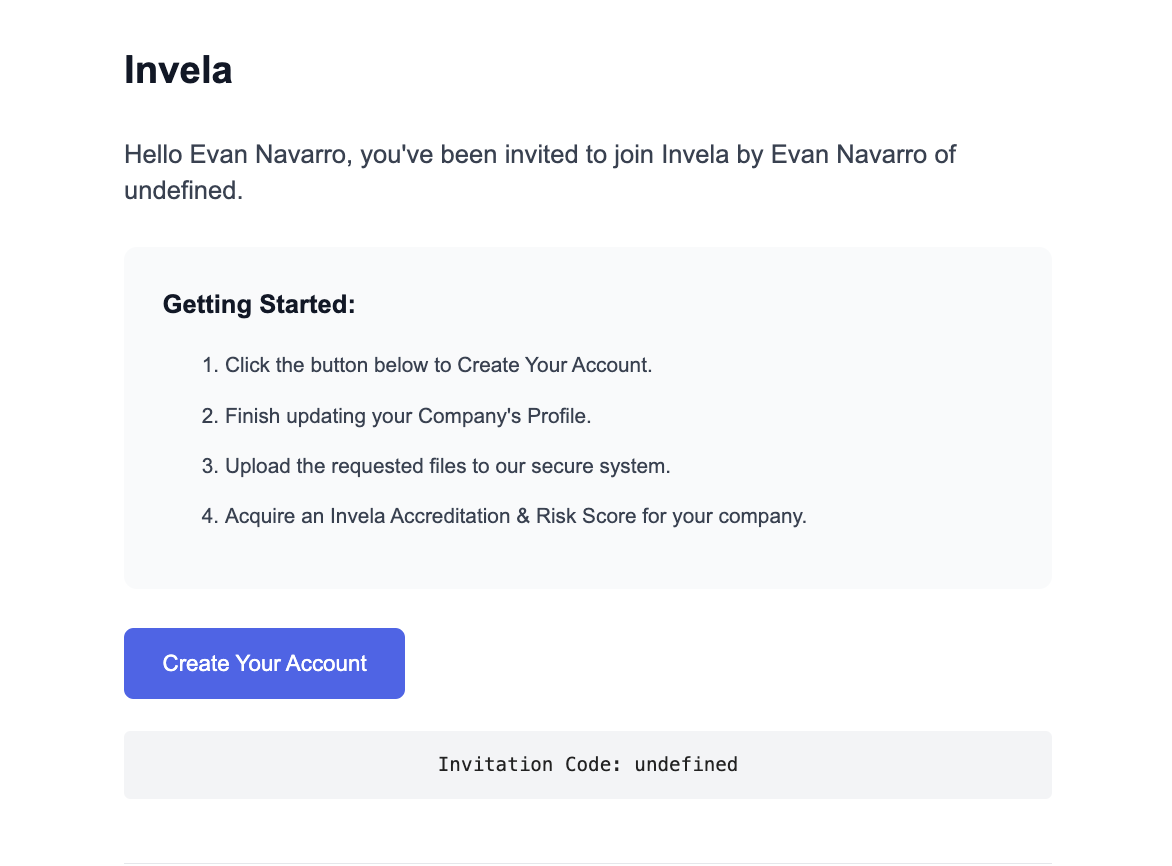 Invela
Hello Evan Navarro, you've been invited to join Invela by Evan Navarro of
undefined.
Getting Started:
1. Click the button below to Create Your Account.
2. Finish updating your Company's Profile.
3. Upload the requested files to our secure system.
4. Acquire an Invela Accreditation & Risk Score for your company.
Create Your Account
Invitation Code: undefined